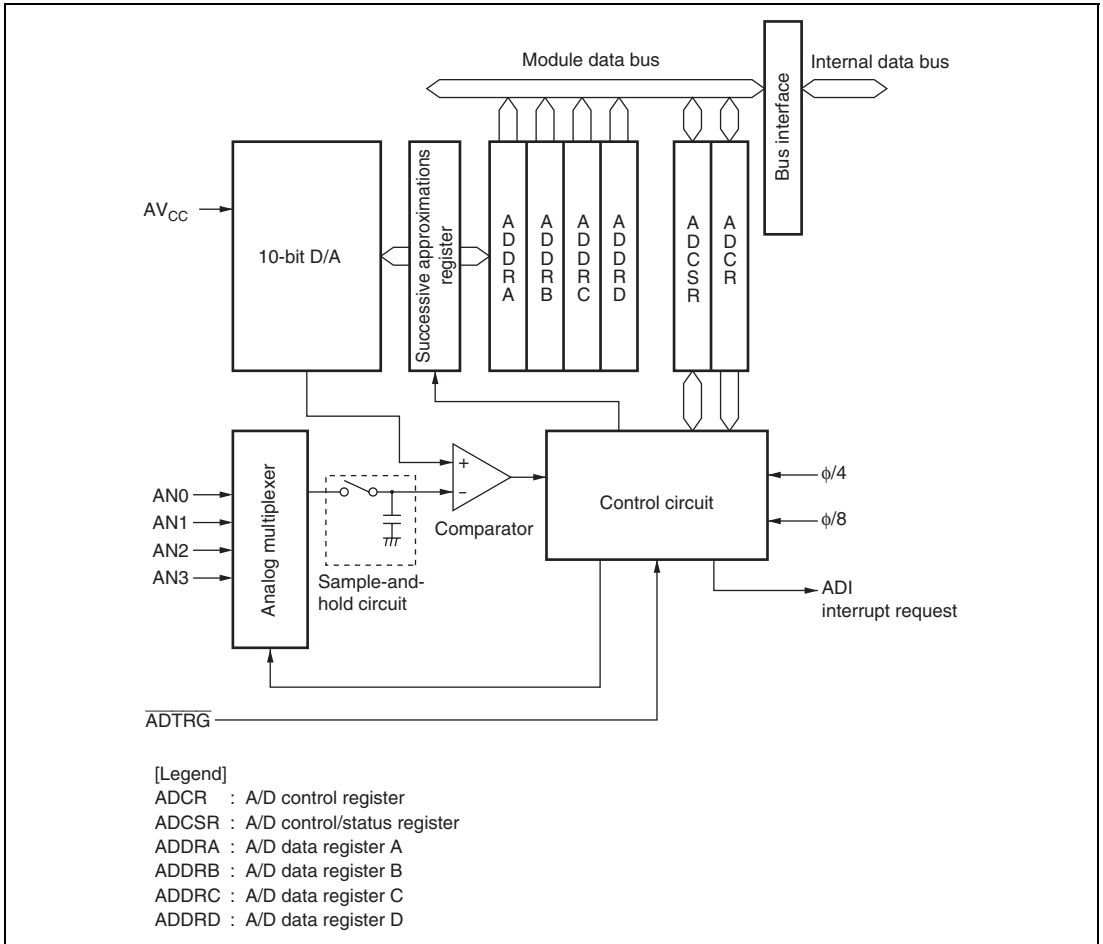 Module data bus
Internal data bus
Bus interface
AVCC
10-bit D/A
Successive approximations
register
ADDRA
ADDRB
ADDRC
ADDRD
ADCSR
ADCR
+
−
Comparator
Control circuit
ϕ/4
ϕ/8
AN0
AN1
AN2
AN3
Analog multiplexer
Sample-and-
hold circuit
ADI
interrupt request
ADTRG
[Legend]
ADCR : A/D control register
ADCSR : A/D control/status register
ADDRA : A/D data register A
ADDRB : A/D data register B
ADDRC : A/D data register C
ADDRD : A/D data register D